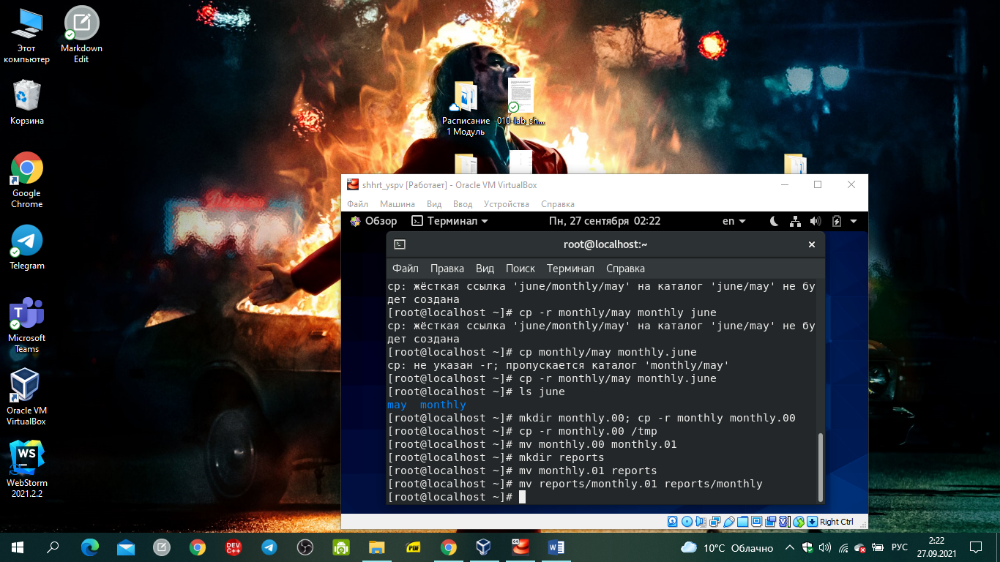 Этот
компьютер
Markdown
Edit
Корзина
Google
Chrome
Telegram
Microsoft
Teams
Oracle VM
VirtualBox
WS
WebStorm
2021.2.2
Расписание
1 Модуль
010-lab_sh...
shhrt_yspv [Работает] - Oracle VM VirtualBox
Файл Машина Вид Ввод Устройства Справка
Обзор Терминал Пн, 27 сентября 02:22 en
root@localhost:~
Файл Правка Вид Поиск Терминал Справка
cp: жёсткая ссылка 'june/monthly/may' на каталог 'june/may' не бу
дет создана
[root@localhost ~]# cp -r monthly/may monthly june
cp: жёсткая ссылка 'june/monthly/may' на каталог 'june/may' не бу
дет создана
[root@localhost ~]# cp monthly/may monthly.june
cp: не указан -r; пропускается каталог 'monthly/may'
[root@localhost ~]# cp -r monthly/may monthly.june
[root@localhost ~]# ls june
may monthly
[root@localhost ~]# mkdir monthly.00; cp -r monthly monthly.00
[root@localhost ~]# cp -r monthly.00 /tmp
[root@localhost ~]# mv monthly.00 monthly.01
[root@localhost ~]# mkdir reports
[root@localhost ~]# mv monthly.01 reports
[root@localhost ~]# mv reports/monthly.01 reports/monthly
[root@localhost ~]#
Right Ctrl
DEV
C++
PDF
64
10°C Облачно
РУС
2:22
27.09.2021